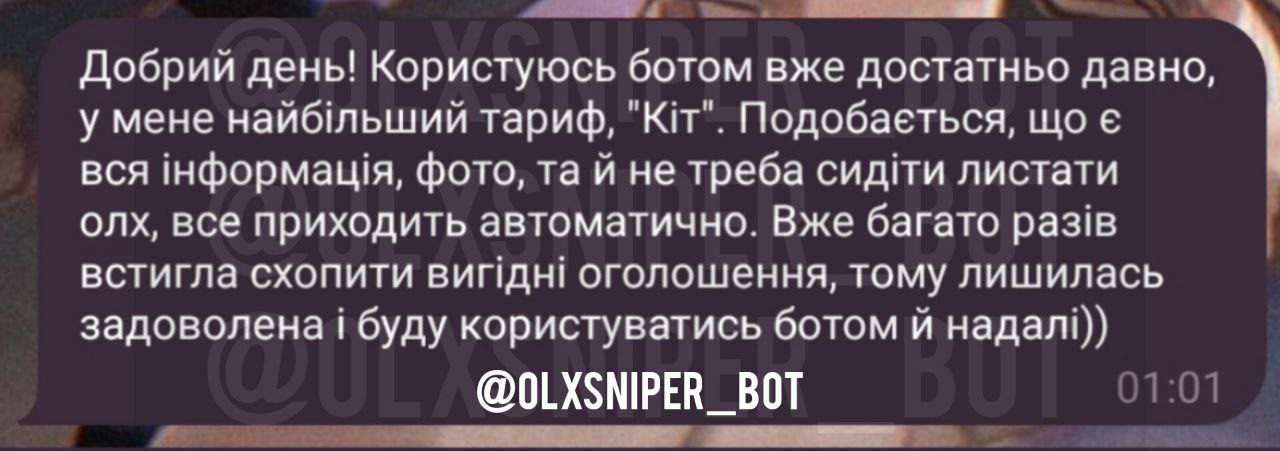 Добрий день! Користуюсь ботом вже достатньо давно,
у мене найбільший тариф, "Кіт". Подобається, що є
вся інформація, фото, та й не треба сидіти листати
олх, все приходить автоматично. Вже багато разів
встигла схопити вигідні оголошення, тому лишилась
задоволена і буду користуватись ботом й надалі))
@OLXSNIPER_BOT
01:01
@OLXSNIPER_BOT
@OLXSNIPER_BOT
@OLXSNIPER_BOT